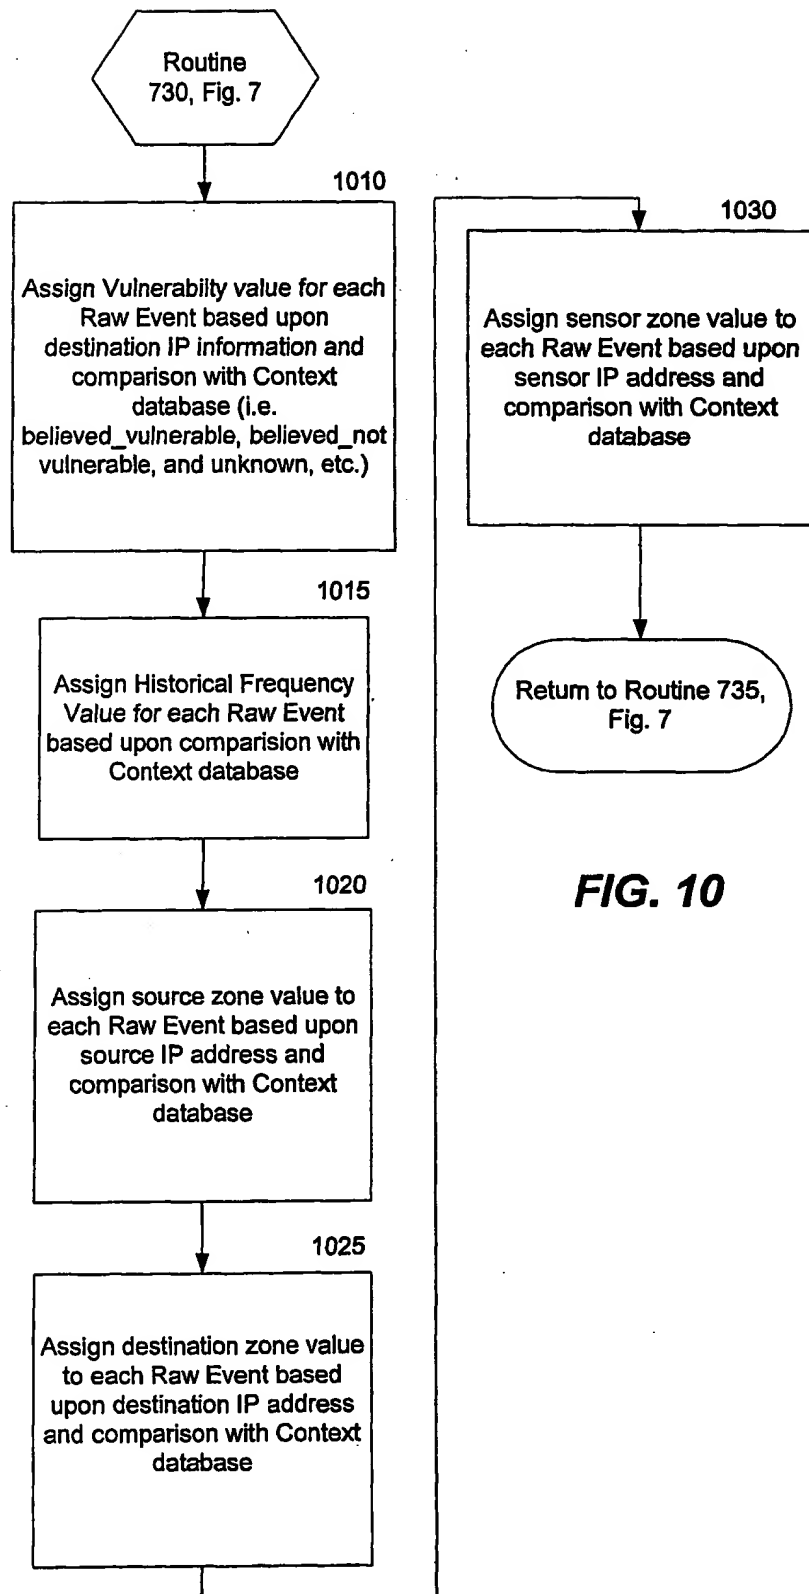 Routine
730, Fig. 7
1010
Assign Vulnerabilty value for each
Raw Event based upon
destination IP information and
comparison with Context
database (i.e.
believed_vulnerable, believed_not
vulnerable, and unknown, etc.)
1015
Assign Historical Frequency
Value for each Raw Event
based upon comparision with
Context database
1020
Assign source zone value to
each Raw Event based upon
source IP address and
comparison with Context
database
1025
Assign destination zone value
to each Raw Event based
upon destination IP address
and comparison with Context
database
1030
Assign sensor zone value to
each Raw Event based upon
sensor IP address and
comparison with Context
database
Return to Routine 735,
Fig. 7
FIG. 10